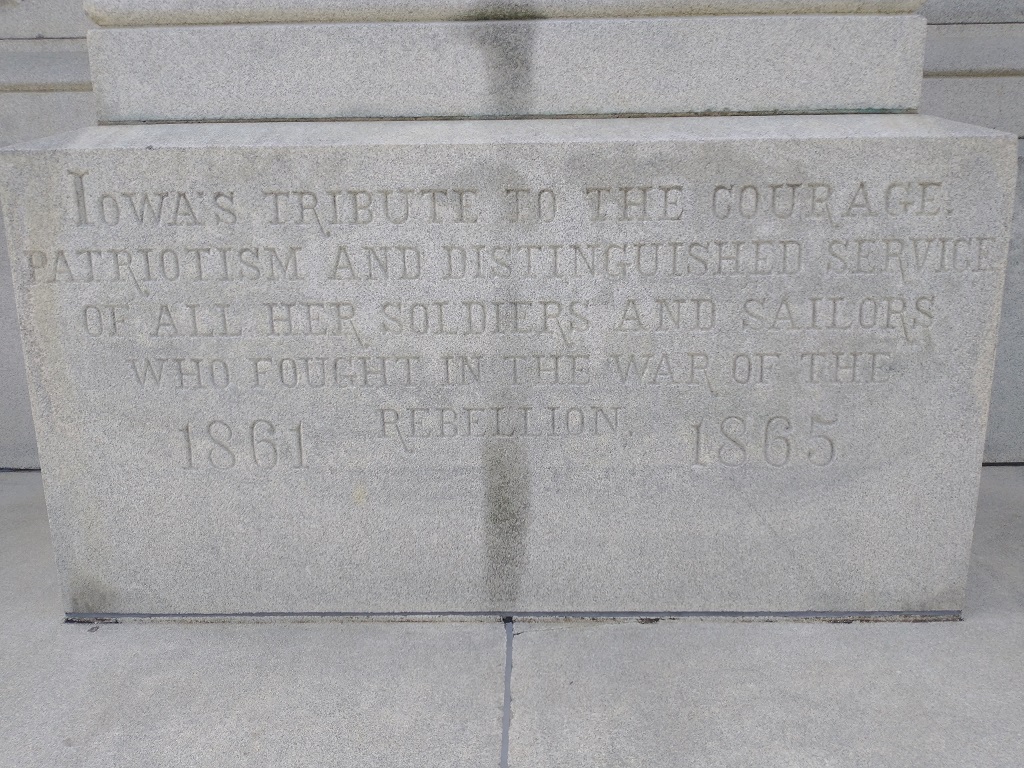 IOWA'S TRIBUTE TO THE COURAGE,
PATRIOTISM AND DISTINGUISHED SERVICE
OF ALL HER SOLDIERS AND SAILORS
WHO FOUGHT IN THE WAR OF THE
REBELLION.
1861 1865